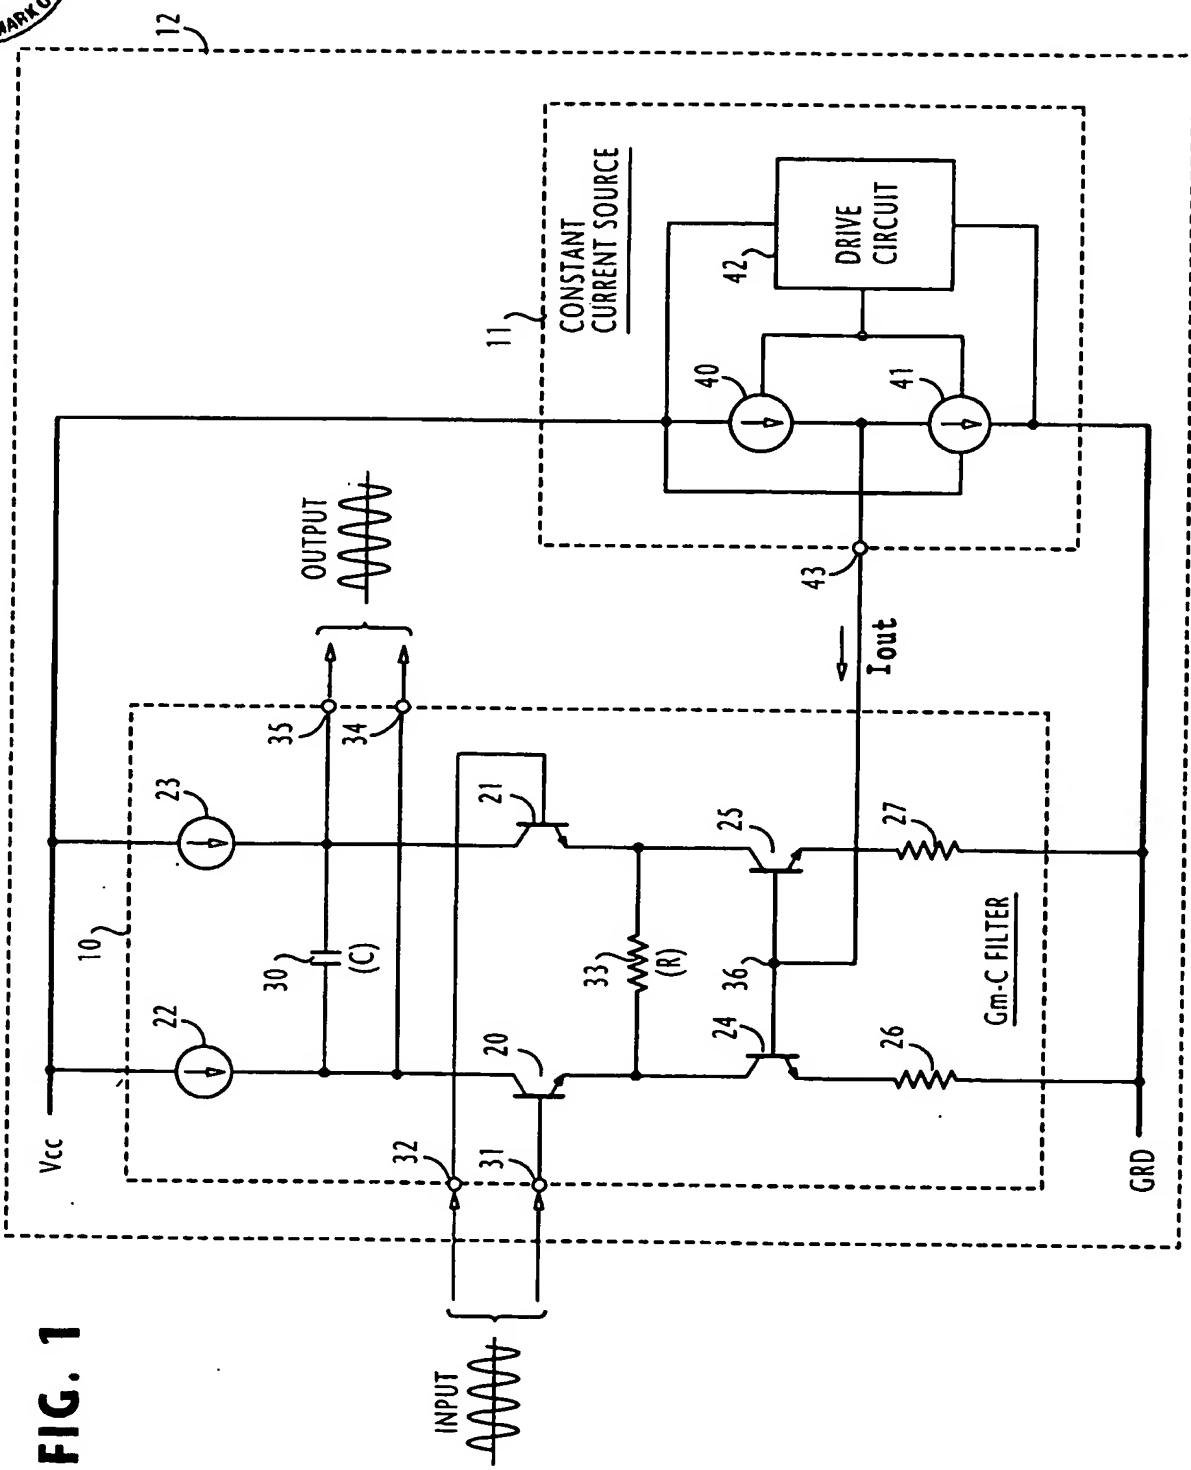 FIG. 1
12
Vcc
10
22
23
30
(C)
35
34
OUTPUT
INPUT
32
31
20
21
33
(R)
24
36
25
26
27
Gm-C FILTER
GRD
11
CONSTANT
CURRENT SOURCE
40
41
42
DRIVE
CIRCUIT
43
Iout